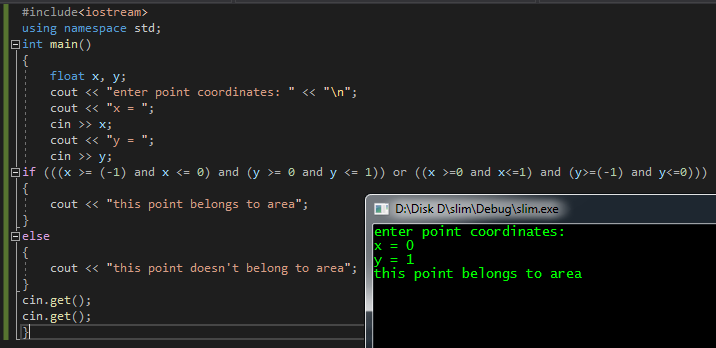 #include<iostream>
using namespace std;
int main()
{
float x, y;
cout << "enter point coordinates: " << "\n";
cout << "x = ";
cin >> x;
cout << "y = ";
cin >> y;
if (((x >= (-1) and x <= 0) and (y >= 0 and y <= 1)) or ((x >=0 and x<=1) and (y>=(-1) and y<=0)))
{
cout << "this point belongs to area";
}
else
{
cout << "this point doesn't belong to area";
}
cin.get();
cin.get();
}
D:\Disk D\slim\Debug\slim.exe
enter point coordinates:
x = 0
y = 1
this point belongs to area